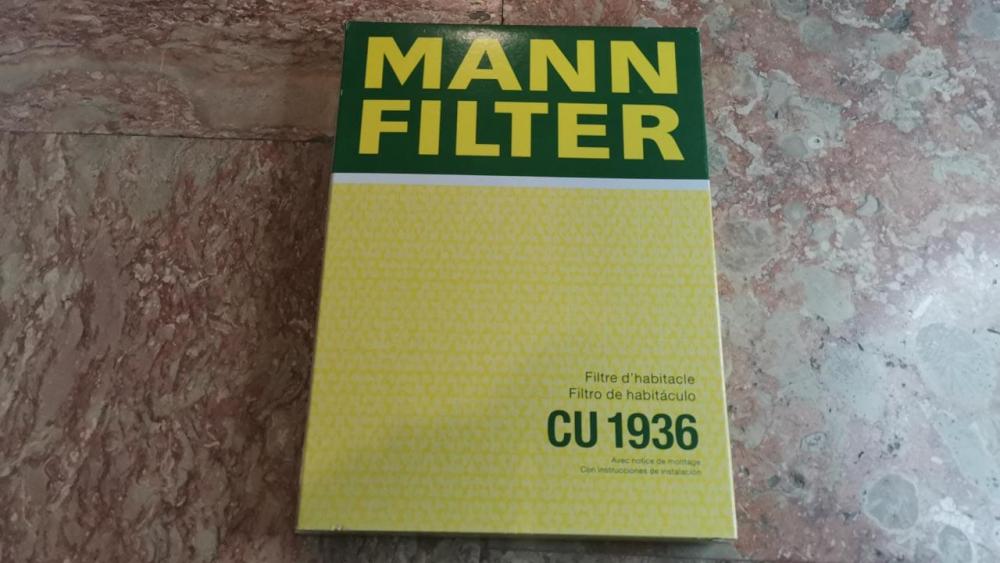 MANN
FILTER
Filtre d'habitacle
Filtro de habitáculo
CU 1936
Avec notice de montage
Con instrucciones de instalación